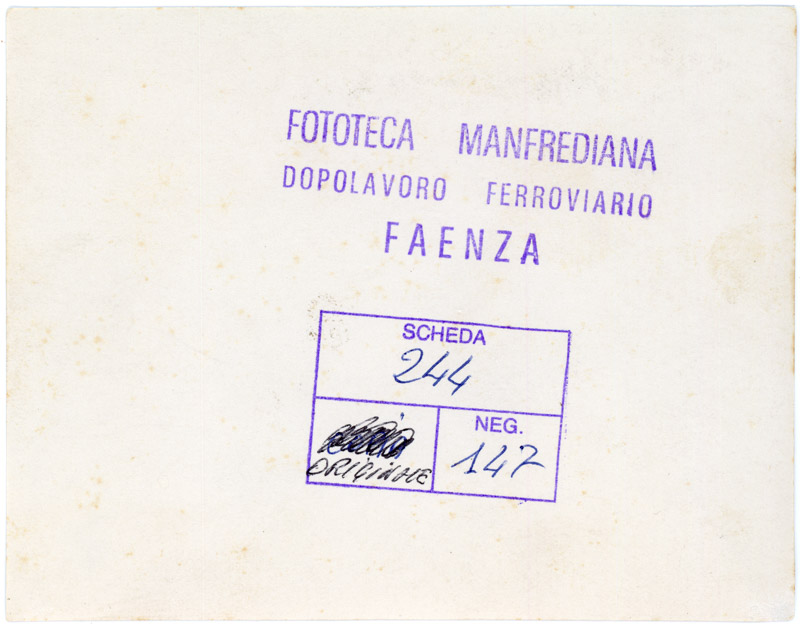 FOTOTECA MANFREDIANA
DOPOLAVORO FERROVIARIO
FAENZA
SCHEDA
244
NEG.
ORIGINALE
147